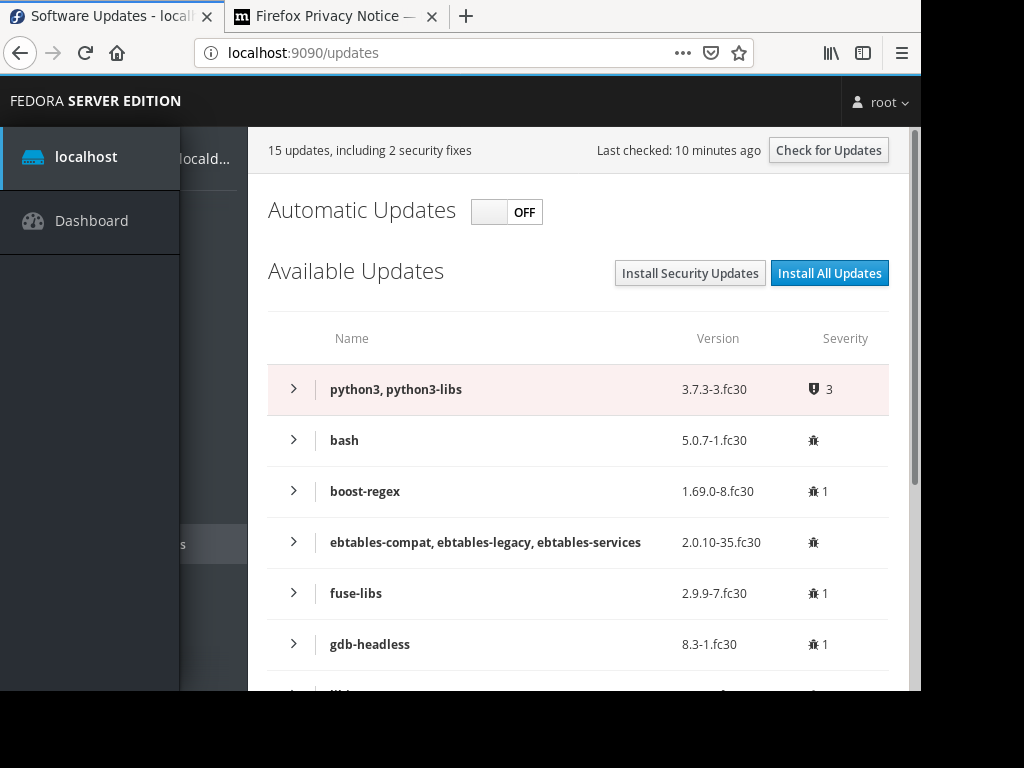 Software Updates - locall
Firefox Privacy Notice —
localhost:9090/updates
FEDORA SERVER EDITION
root
localhost
locald...
Dashboard
s
15 updates, including 2 security fixes
Last checked: 10 minutes ago
Check for Updates
Automatic Updates
OFF
Available Updates
Install Security Updates
Install All Updates
Name Version Severity
python3, python3-libs 3.7.3-3.fc30 3
bash 5.0.7-1.fc30
boost-regex 1.69.0-8.fc30 1
ebtables-compat, ebtables-legacy, ebtables-services 2.0.10-35.fc30
fuse-libs 2.9.9-7.fc30 1
gdb-headless 8.3-1.fc30 1